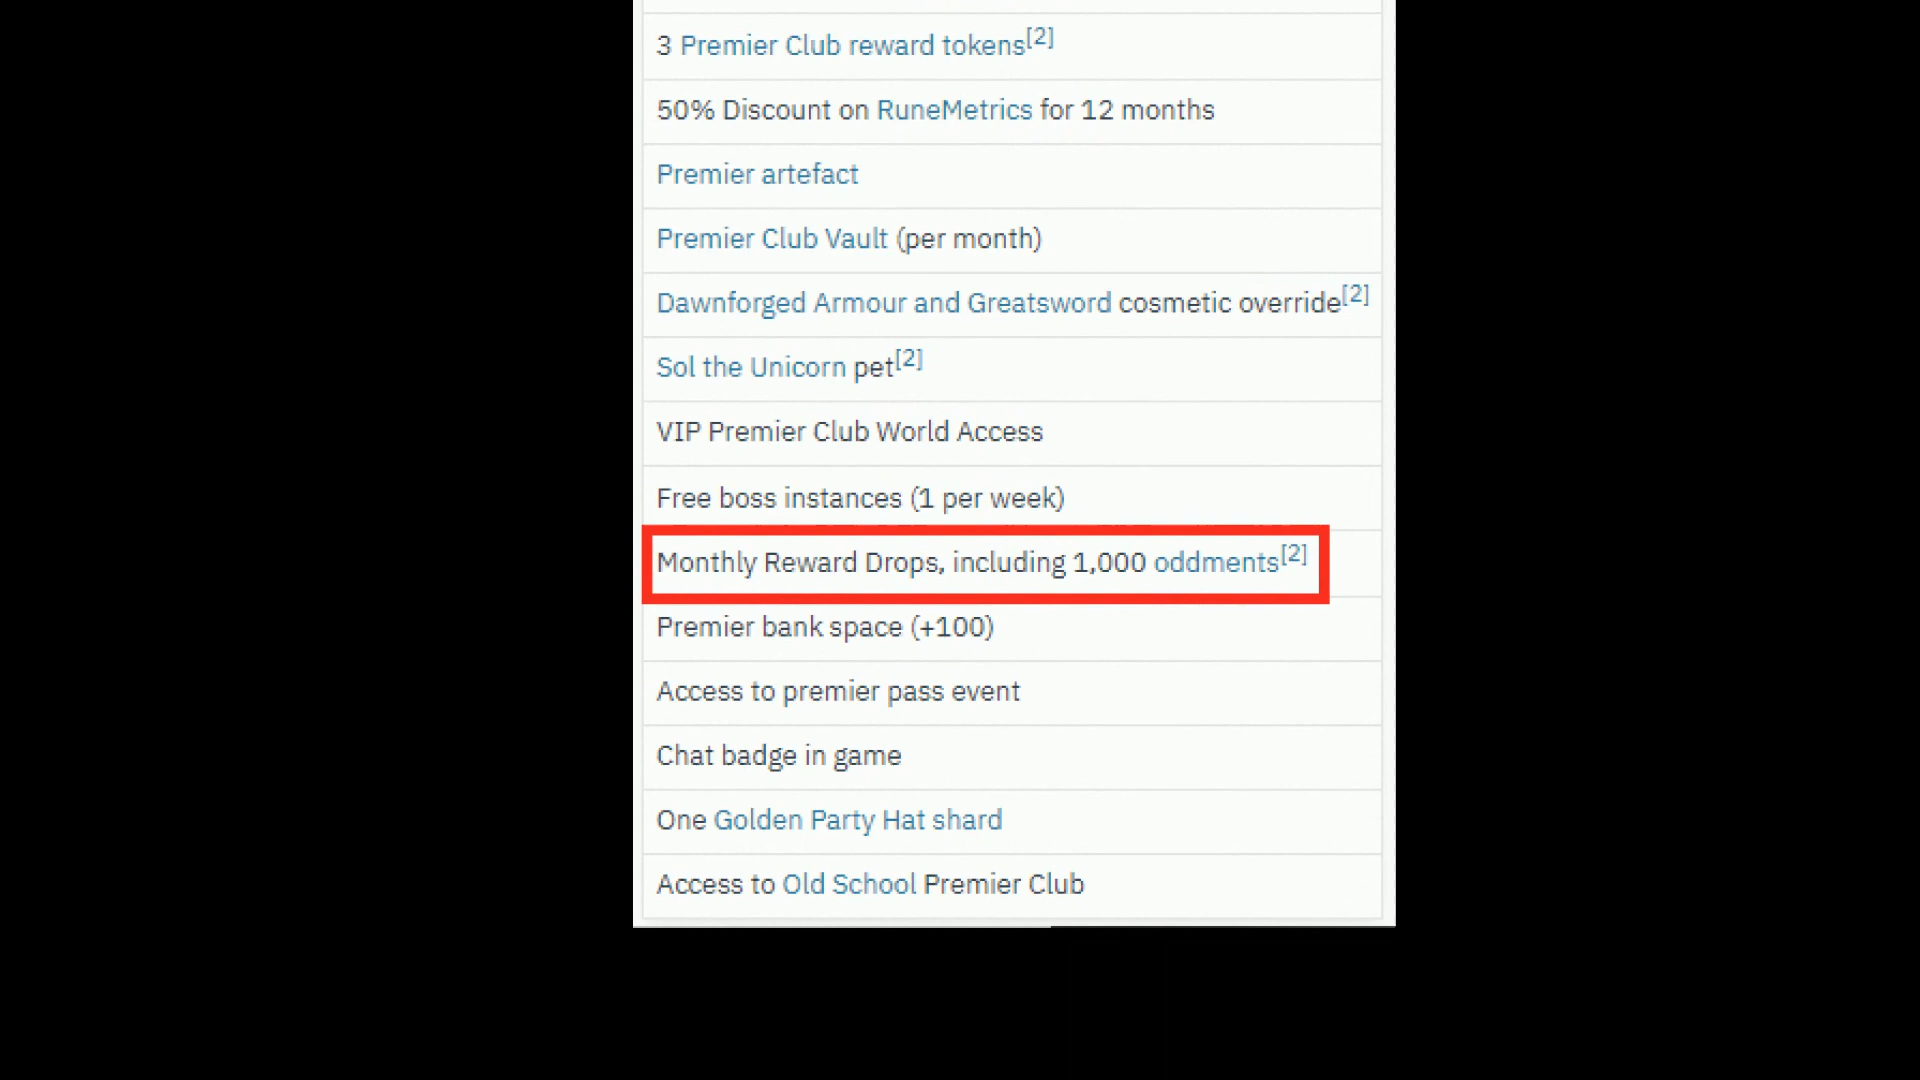 3 Premier Club reward tokens[2]
50% Discount on RuneMetrics for 12 months
Premier artefact
Premier Club Vault (per month)
Dawnforged Armour and Greatsword cosmetic override[2]
Sol the Unicorn pet[2]
VIP Premier Club World Access
Free boss instances (1 per week)
Monthly Reward Drops, including 1,000 oddments[2]
Premier bank space (+100)
Access to premier pass event
Chat badge in game
One Golden Party Hat shard
Access to Old School Premier Club